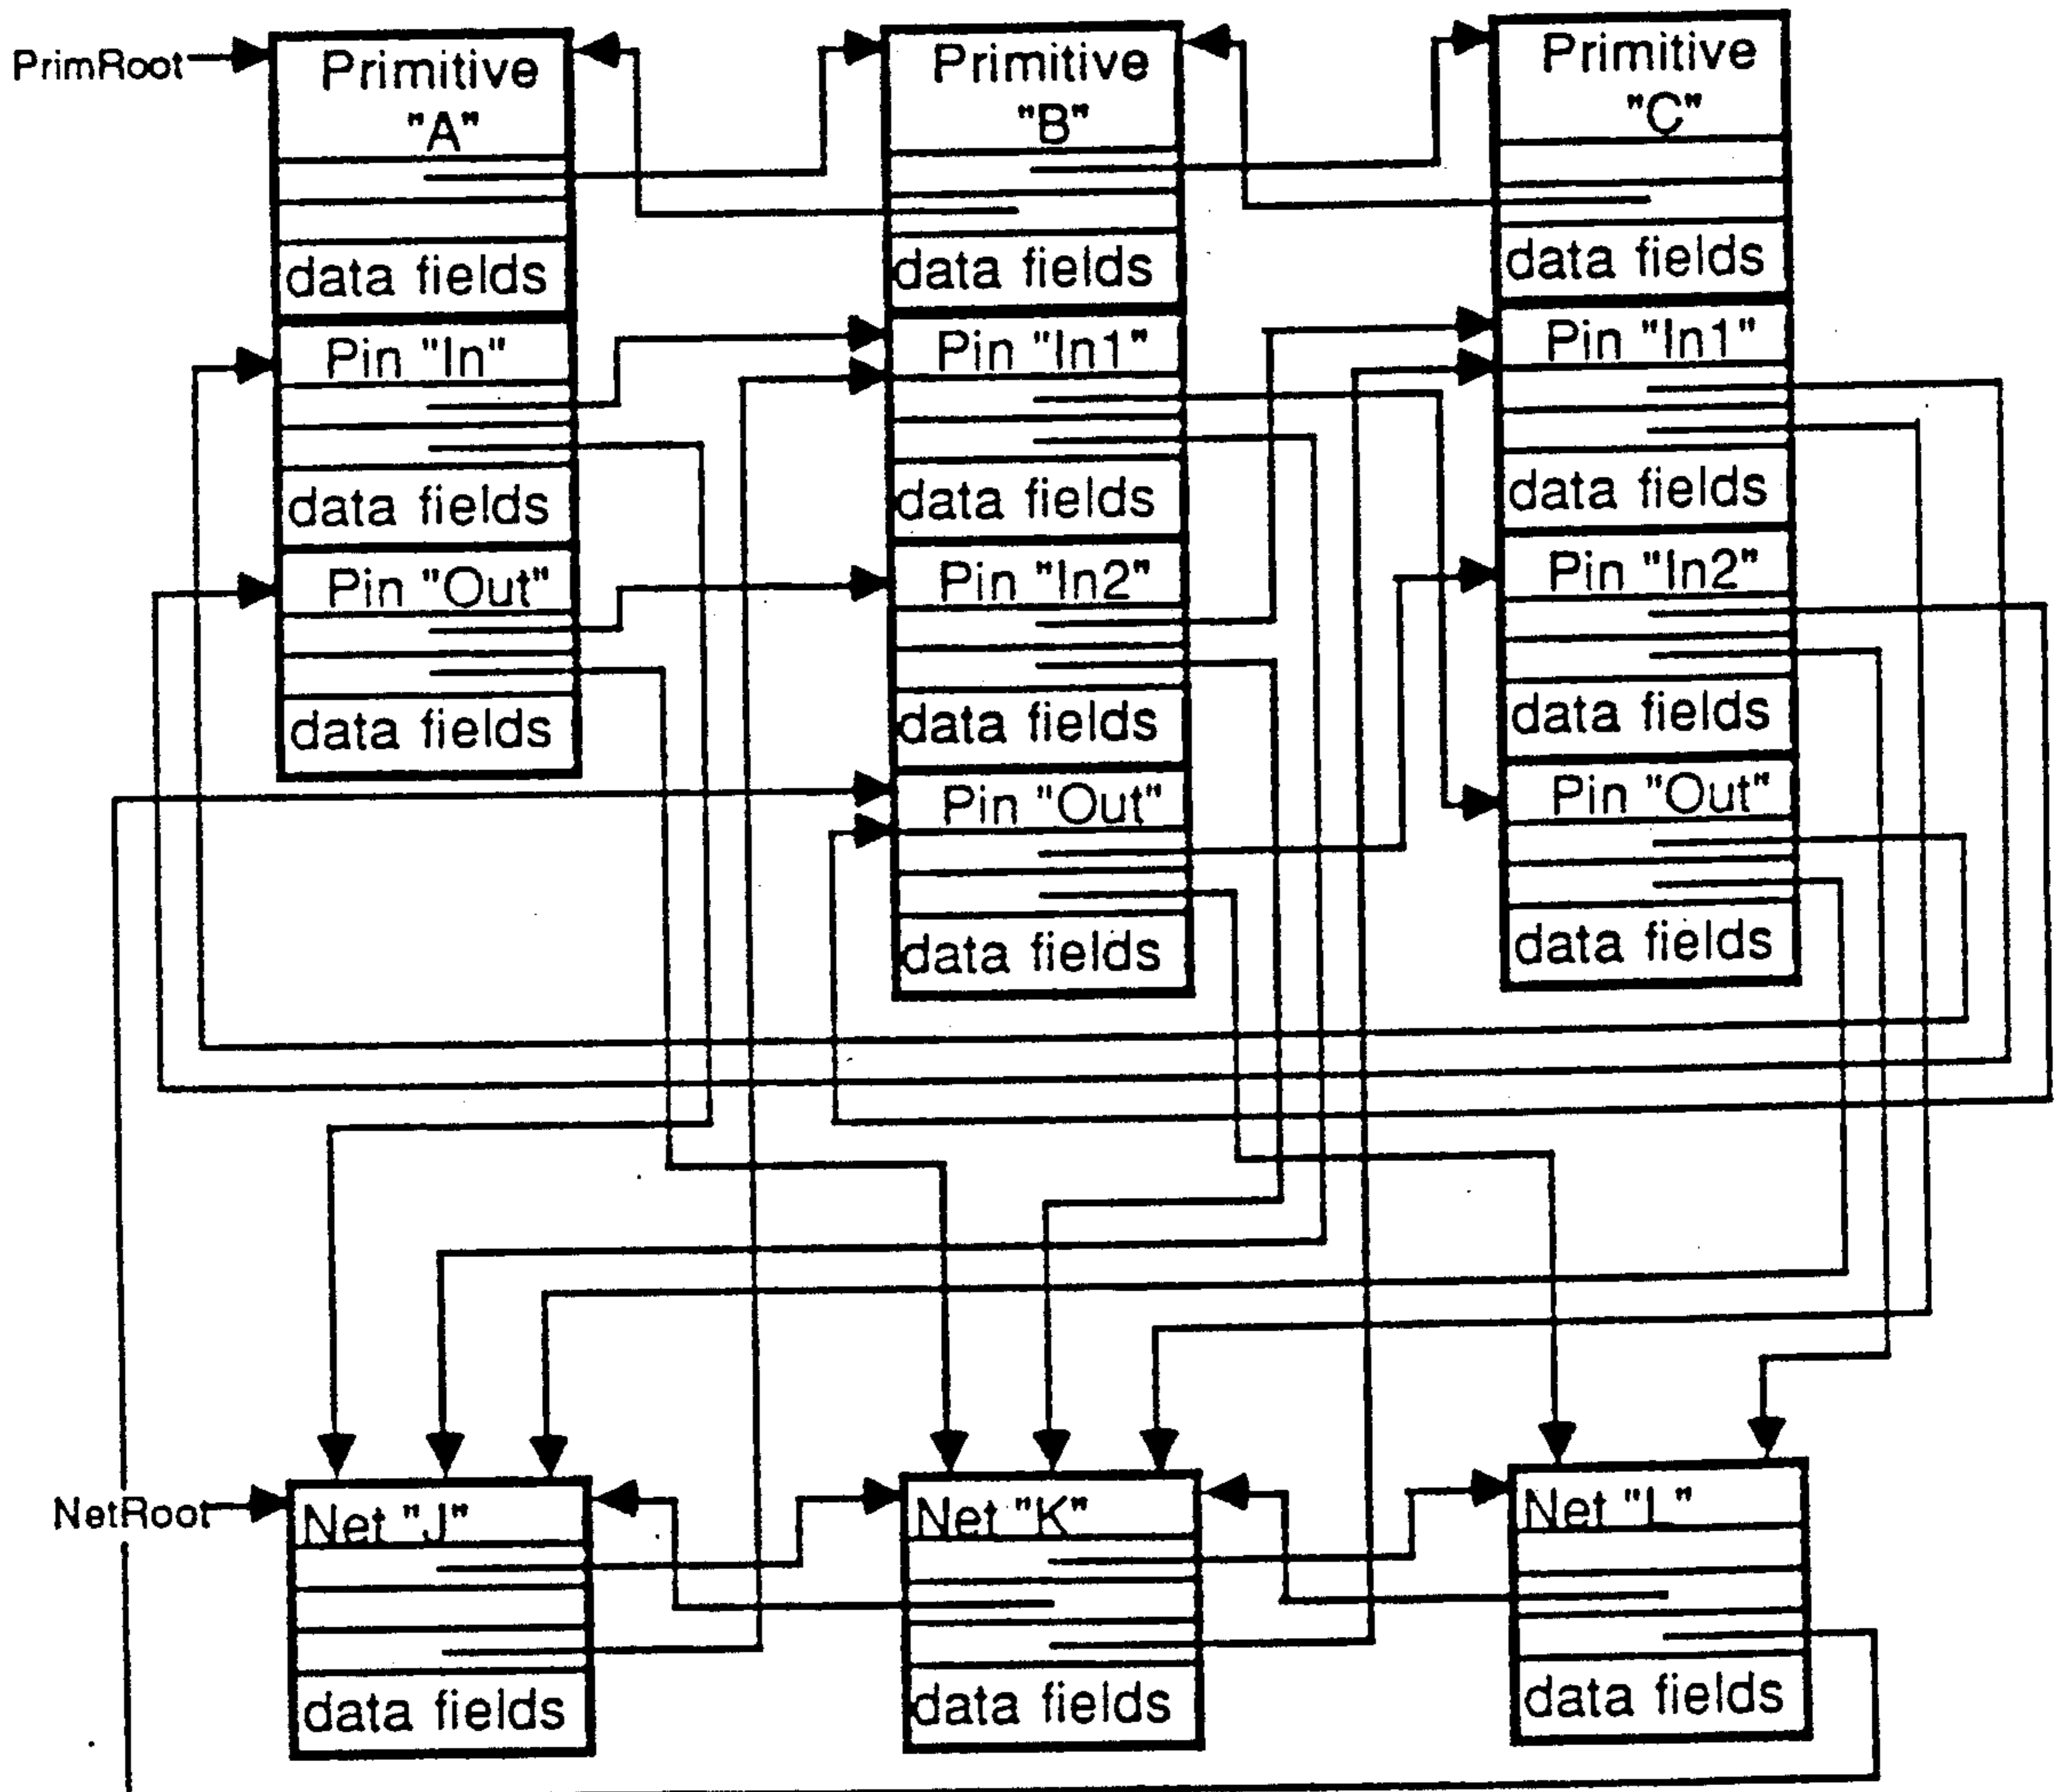 PrimRoot
Primitive
"A"
data fields
Pin "In"
data fields
Pin "Out"
data fields
Primitive
"B"
data fields
Pin "In1"
data fields
Pin "In2"
data fields
Pin "Out"
data fields
Primitive
"C"
data fields
Pin "In1"
data fields
Pin "In2"
data fields
Pin "Out"
data fields
NetRoot
Net "J"
data fields
Net "K"
data fields
Net "L"
data fields